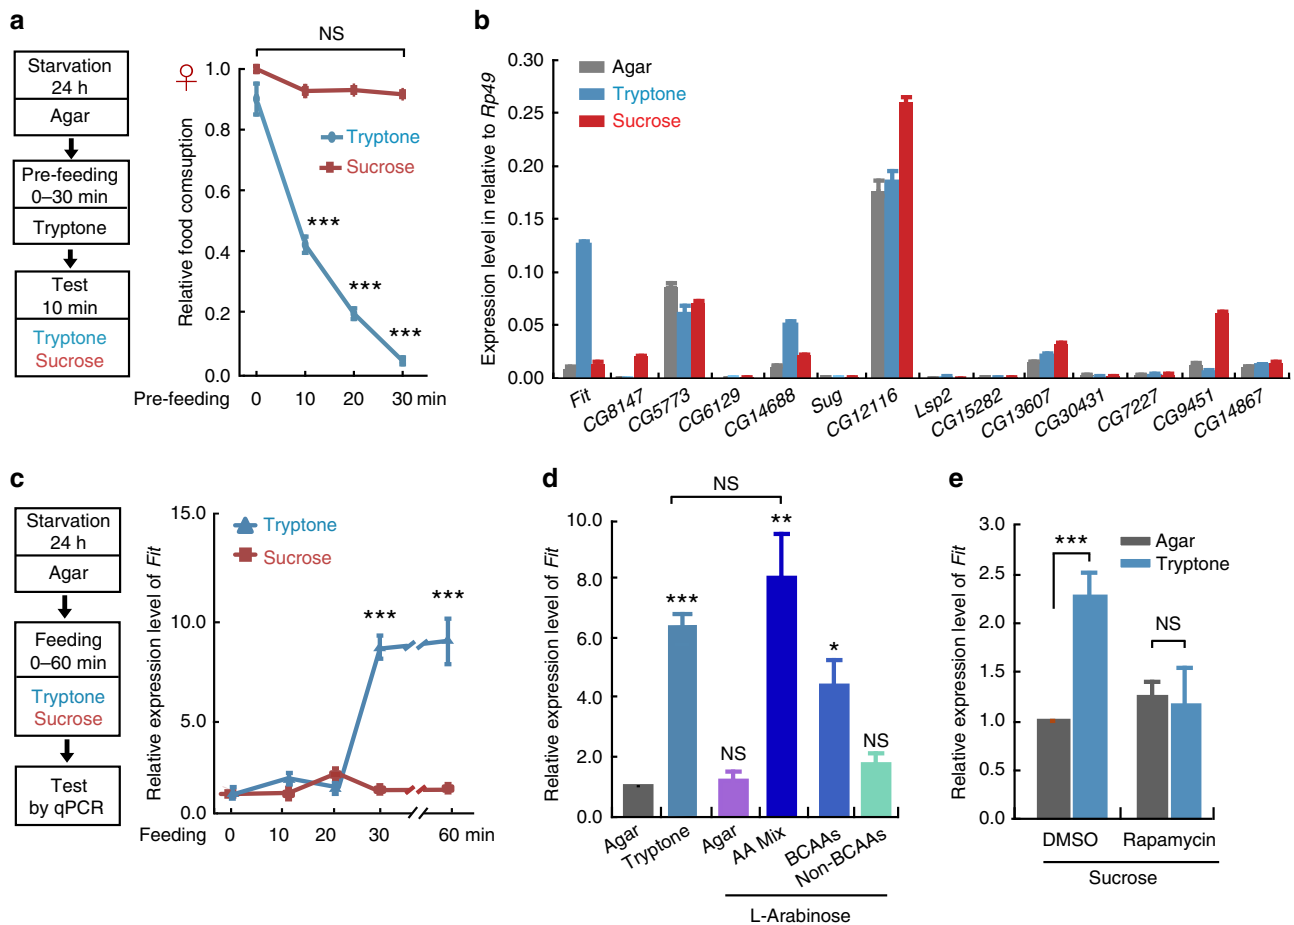 a
Starvation
24 h
Agar
Pre-feeding
0–30 min
Tryptone
Test
10 min
Tryptone
Sucrose
♀
NS
Relative food comsuption
1.0
0.8
0.6
0.4
0.2
0.0
Tryptone
Sucrose
***
***
***
Pre-feeding 0 10 20 30 min
b
Expression level in relative to Rp49
0.30
0.25
0.20
0.15
0.10
0.05
0.00
Agar
Tryptone
Sucrose
Fit
CG8147
CG5773
CG6129
CG14688
Sug
CG12116
Lsp2
CG15282
CG13607
CG30431
CG7227
CG9451
CG14867
c
Starvation
24 h
Agar
Feeding
0–60 min
Tryptone
Sucrose
Test
by qPCR
Relative expression level of Fit
15.0
10.0
5.0
0.0
Tryptone
Sucrose
***
***
Feeding 0 10 20 30 60 min
d
Relative expression level of Fit
10.0
8.0
6.0
4.0
2.0
0.0
NS
***
NS
**
*
NS
Agar
Tryptone
Agar
AA Mix
BCAAs
Non-BCAAs
L-Arabinose
e
Relative expression level of Fit
3.0
2.5
2.0
1.5
1.0
0.5
0.0
Agar
Tryptone
***
NS
DMSO Rapamycin
Sucrose